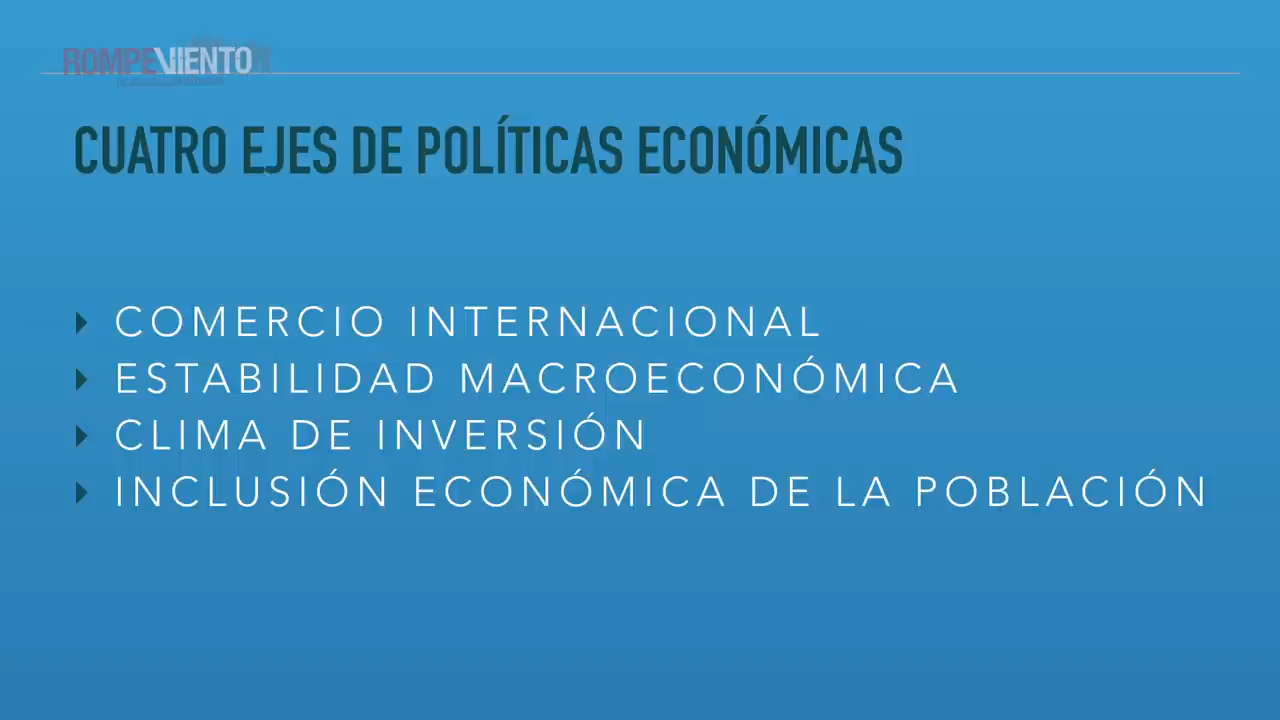 ROMPEVIENTO
CUATRO EJES DE POLÍTICAS ECONÓMICAS
COMERCIO INTERNACIONAL
ESTABILIDAD MACROECONÓMICA
CLIMA DE INVERSIÓN
INCLUSIÓN ECONÓMICA DE LA POBLACIÓN